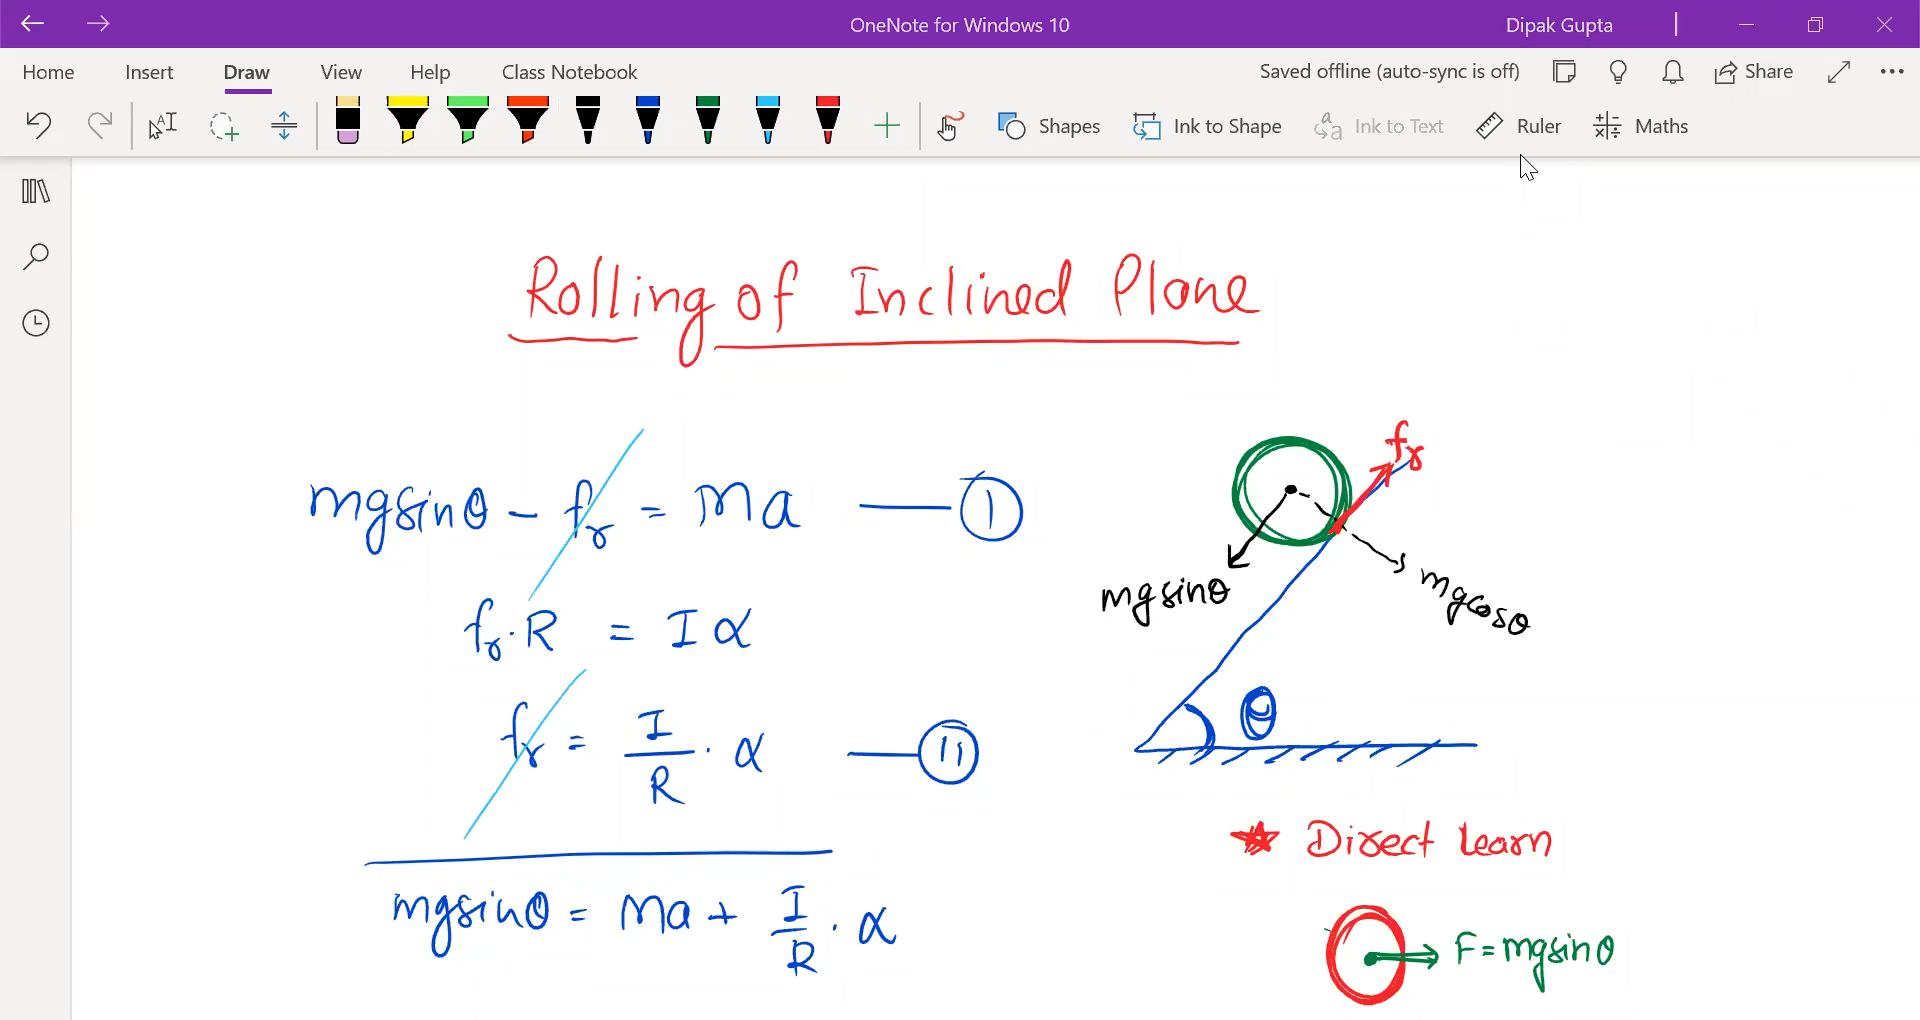 OneNote for Windows 10
Dipak Gupta
Home Insert Draw View Help Class Notebook
Saved offline (auto-sync is off) Share
Shapes Ink to Shape Ink to Text Ruler Maths
Rolling of Inclined Plane
mgsinθ - fr = Ma — I
fr.R = Iα
fr = I/R . α — II
mgsinθ = Ma + I/R . α
fr
mgsinθ
mgcosθ
θ
★ Direct learn
F = mgsinθ